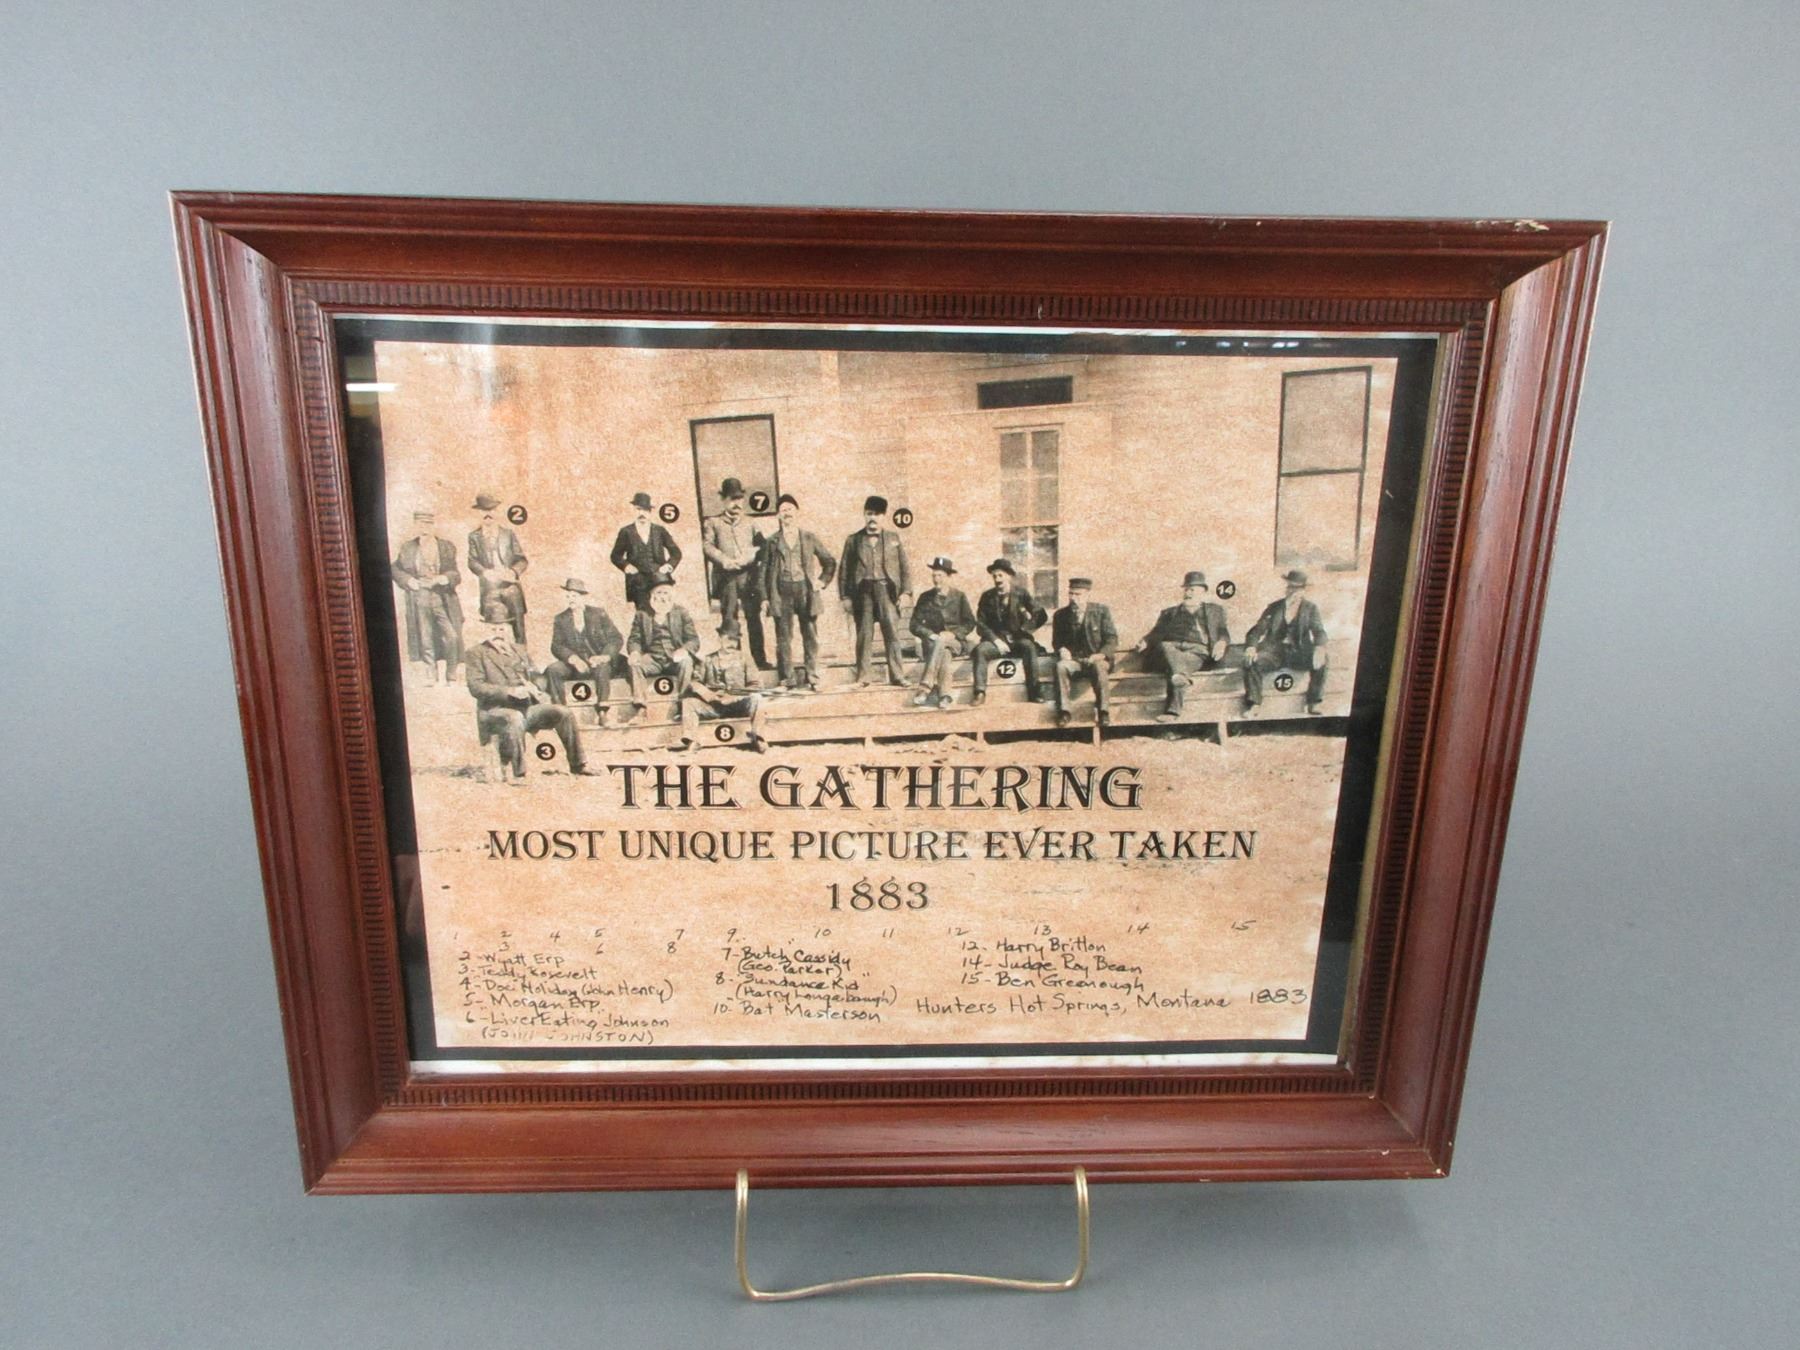 2 5 7 10
4 6 12 14
3 8 15
THE GATHERING
MOST UNIQUE PICTURE EVER TAKEN
1883
1 2 4 5 7 9 10 11 12 13 14 15
3 6 8
2-Wyatt Erp
3-Teddy Rosevelt
4-Doc Holiday (John Henry)
5-"Morgan Erp"
6-"LiverEating" Johnson
JOHNSTON)
7-"Butch" Cassidy
(Geo. Parker)
8-"Sundance Kid"
(Harry Longabaugh)
10- Bat Masterson
12- Harry Britton
14- Judge Roy Bean
15- Ben Greenough
Hunters Hot Springs, Montana 1883